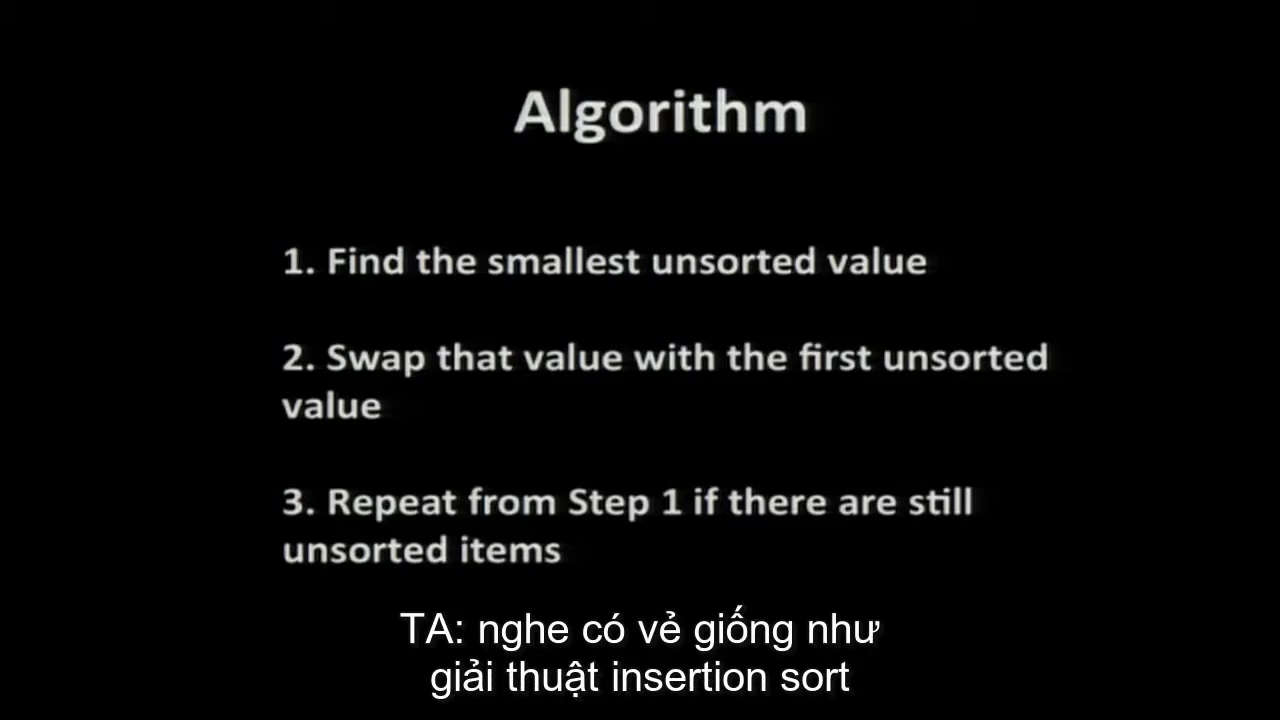 Algorithm
1. Find the smallest unsorted value
2. Swap that value with the first unsorted
value
3. Repeat from Step 1 if there are still
unsorted items
TA: nghe có vẻ giống như
giải thuật insertion sort